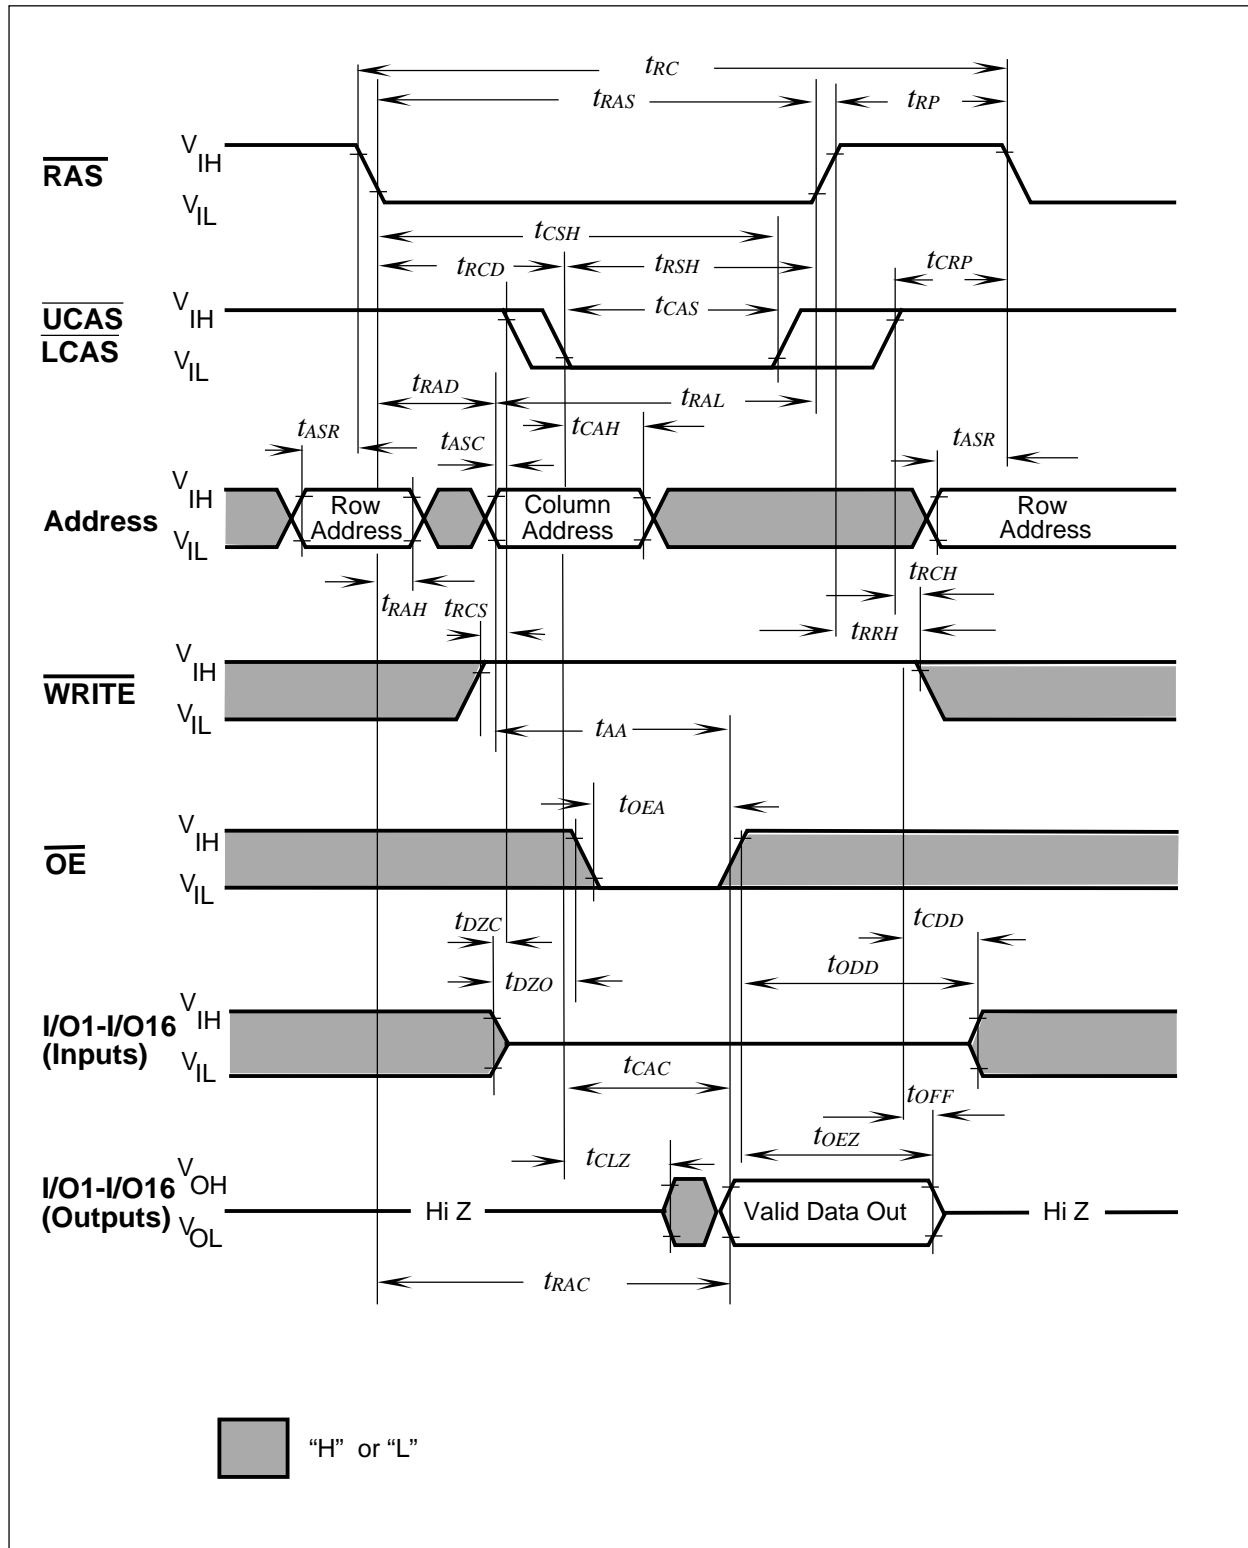 tRC
tRAS
tRP
RAS
VIH
VIL
tCSH
tRCD
tRSH
tCRP
UCAS
LCAS
VIH
tCAS
VIL
tRAD
tRAL
tASR
tASC
tCAH
tASR
Address
VIH
VIL
Row
Address
Column
Address
Row
Address
tRAH
tRCS
tRCH
tRRH
WRITE
VIH
VIL
tAA
tOEA
OE
VIH
VIL
tDZC
tCDD
tDZO
tODD
I/O1-I/O16
(Inputs)
VIH
VIL
tCAC
tOFF
tOEZ
tCLZ
I/O1-I/O16
(Outputs)
VOH
VOL
Hi Z
Valid Data Out
Hi Z
tRAC
“H” or “L”